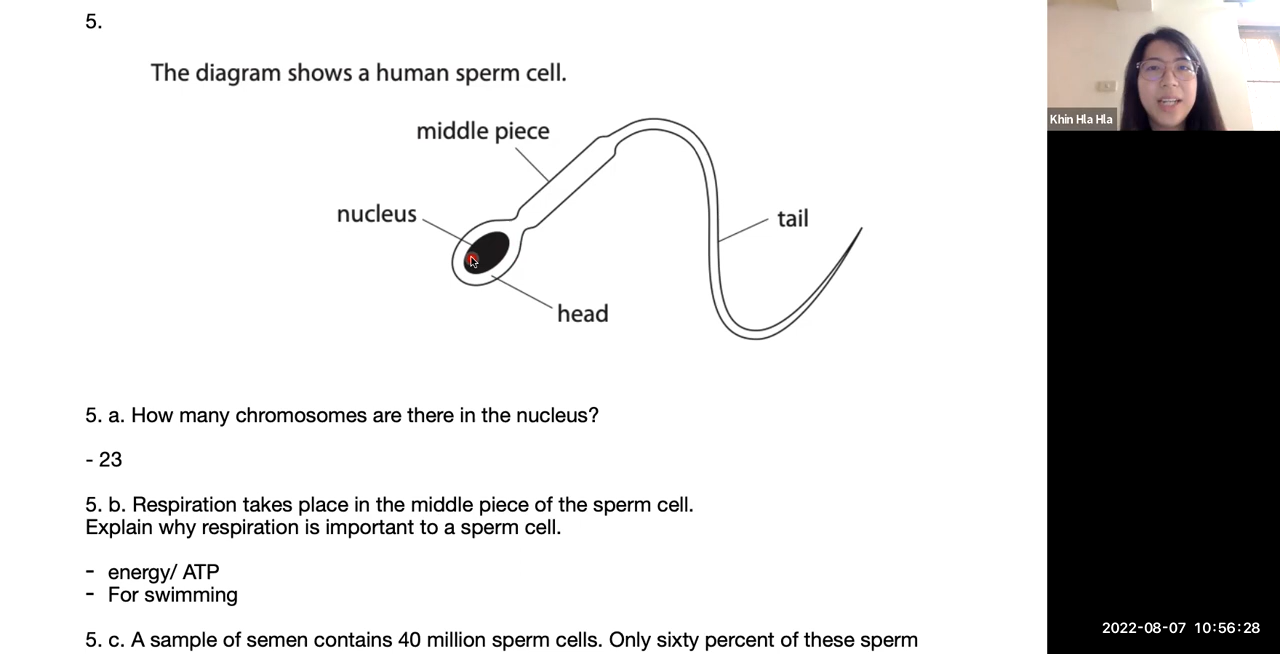 5.
The diagram shows a human sperm cell.
middle piece
nucleus
tail
head
Khin Hla Hla
5. a. How many chromosomes are there in the nucleus?
- 23
5. b. Respiration takes place in the middle piece of the sperm cell.
Explain why respiration is important to a sperm cell.
- energy/ ATP
- For swimming
5. c. A sample of semen contains 40 million sperm cells. Only sixty percent of these sperm
2022-08-07 10:56:28